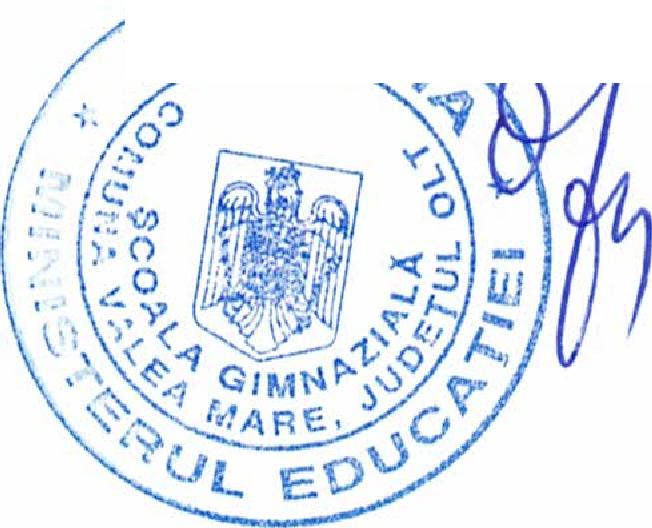 * MINISTERUL EDUCAȚIEI *
COMUNA VALEA MARE, JUDEȚUL OLT
ȘCOALA GIMNAZIALĂ